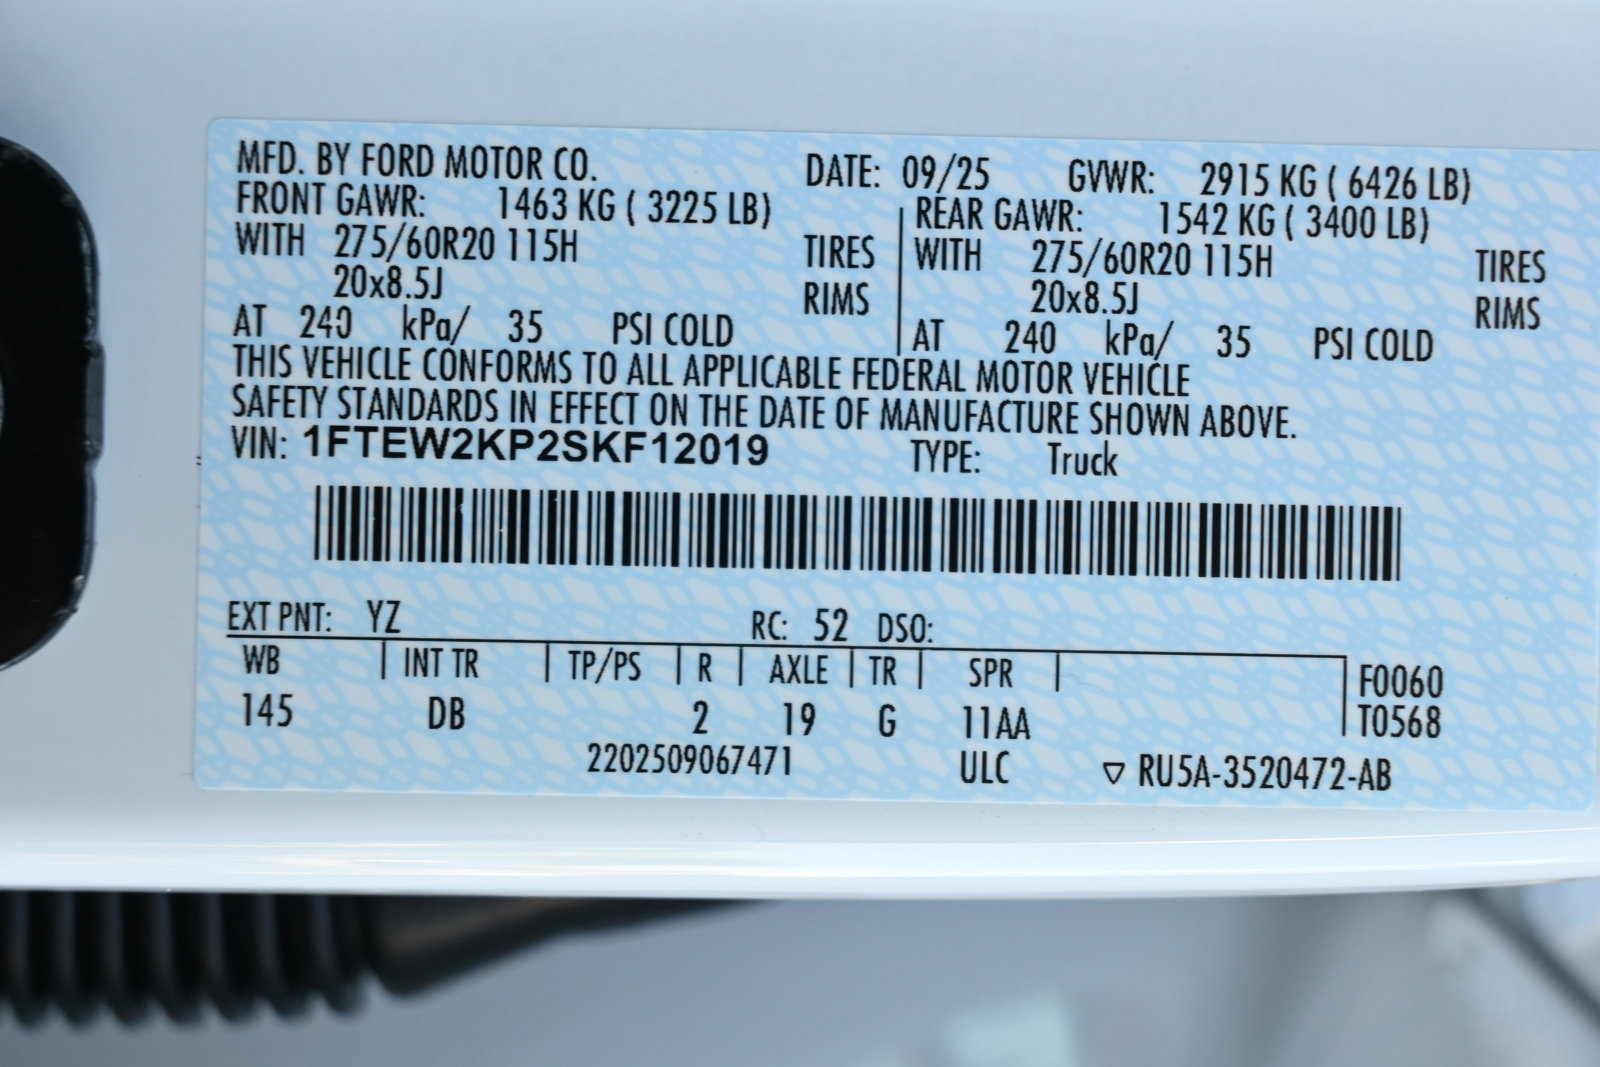 MFD. BY FORD MOTOR CO. DATE: 09/25 GVWR: 2915 KG ( 6426 LB)
FRONT GAWR: 1463 KG ( 3225 LB) REAR GAWR: 1542 KG ( 3400 LB)
WITH 275/60R20 115H TIRES WITH 275/60R20 115H TIRES
20x8.5J RIMS 20x8.5J RIMS
AT 240 kPa/ 35 PSI COLD AT 240 kPa/ 35 PSI COLD
THIS VEHICLE CONFORMS TO ALL APPLICABLE FEDERAL MOTOR VEHICLE
SAFETY STANDARDS IN EFFECT ON THE DATE OF MANUFACTURE SHOWN ABOVE.
VIN: 1FTEW2KP2SKF12019 TYPE: Truck
EXT PNT: YZ RC: 52 DSO:
WB INT TR TP/PS R AXLE TR SPR F0060
145 DB 2 19 G 11AA T0568
2202509067471 ULC ▽ RU5A-3520472-AB